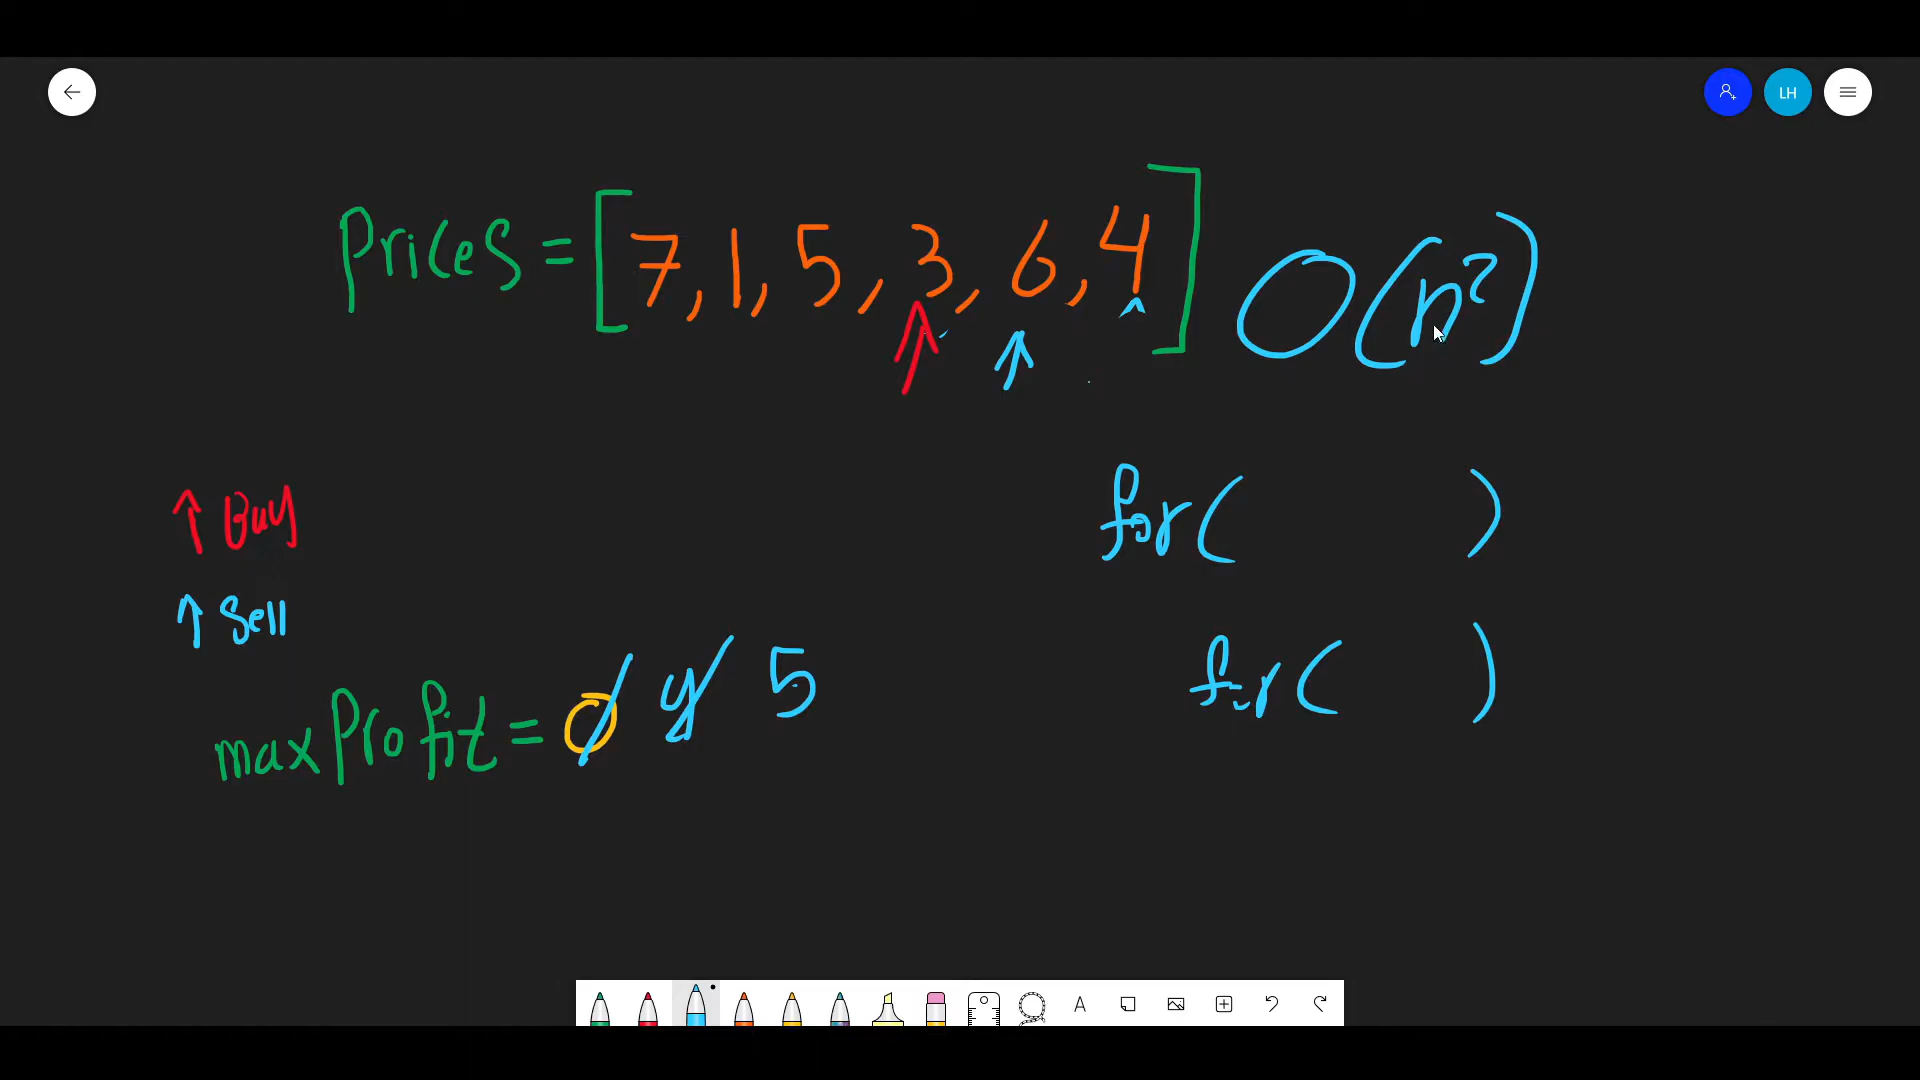 LH
Prices = [7, 1, 5, 3, 6, 4] O(n²)
for( )
↑ Buy
↑ Sell
for( )
maxProfit = 0 4 5
A